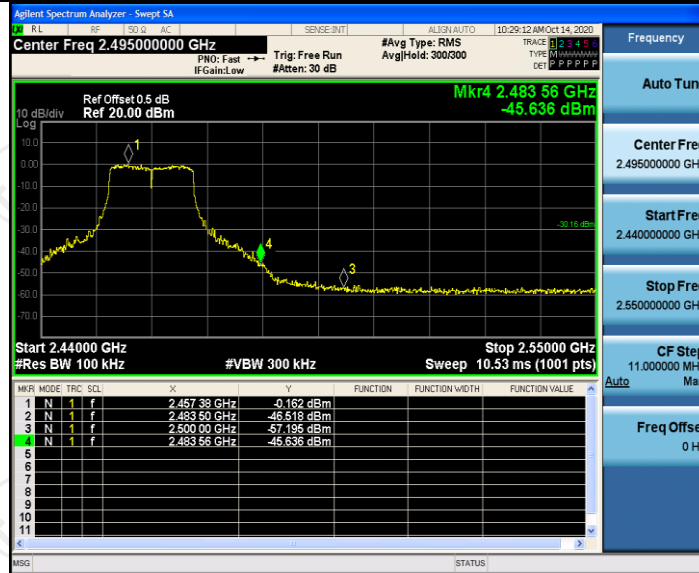 Agilent Spectrum Analyzer - Swept SA
RL RF 50 Ω AC SENSE:INT ALIGN AUTO 10:29:12 AM Oct 14, 2020
Center Freq 2.495000000 GHz #Avg Type: RMS TRACE 1 2 3 4 5 6
PNO: Fast Trig: Free Run Avg|Hold: 300/300 TYPE M
IFGain:Low #Atten: 30 dB DET P P P P P P
Ref Offset 0.5 dB Mkr4 2.483 56 GHz
10 dB/div Ref 20.00 dBm -45.636 dBm
Log
10.0
0.00
-10.0
-20.0
-30.0
-40.0
-50.0
-60.0
-70.0
1
4
3
-30.16 dBm
Start 2.44000 GHz Stop 2.55000 GHz
#Res BW 100 kHz #VBW 300 kHz Sweep 10.53 ms (1001 pts)
MKR MODE TRC SCL X Y FUNCTION FUNCTION WIDTH FUNCTION VALUE
1 N 1 f 2.457 38 GHz -0.162 dBm
2 N 1 f 2.483 50 GHz -46.518 dBm
3 N 1 f 2.500 00 GHz -57.195 dBm
4 N 1 f 2.483 56 GHz -45.636 dBm
5
6
7
8
9
10
11
MSG STATUS
Frequency
Auto Tun
Center Fre
2.495000000 GH
Start Fre
2.440000000 GH
Stop Fre
2.550000000 GH
CF Step
11.000000 MH
Auto Ma
Freq Offse
0 H